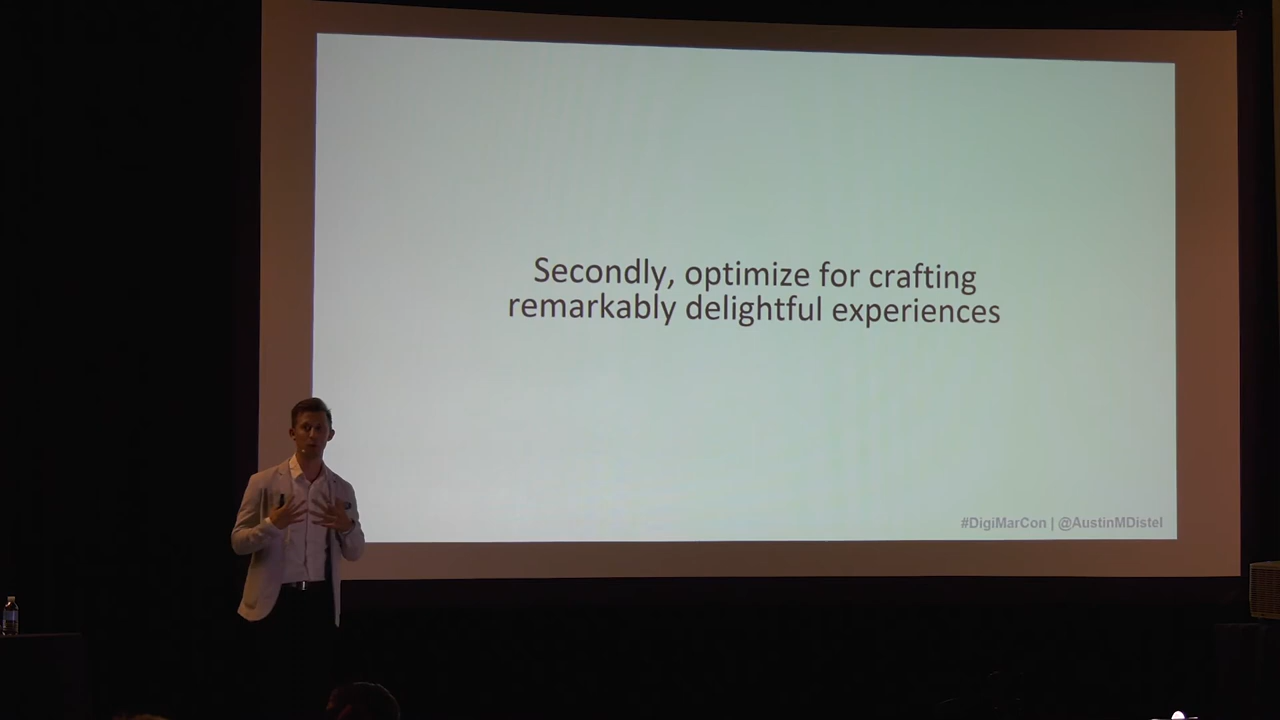 Secondly, optimize for crafting
remarkably delightful experiences
#DigiMarCon | @AustinMDistel